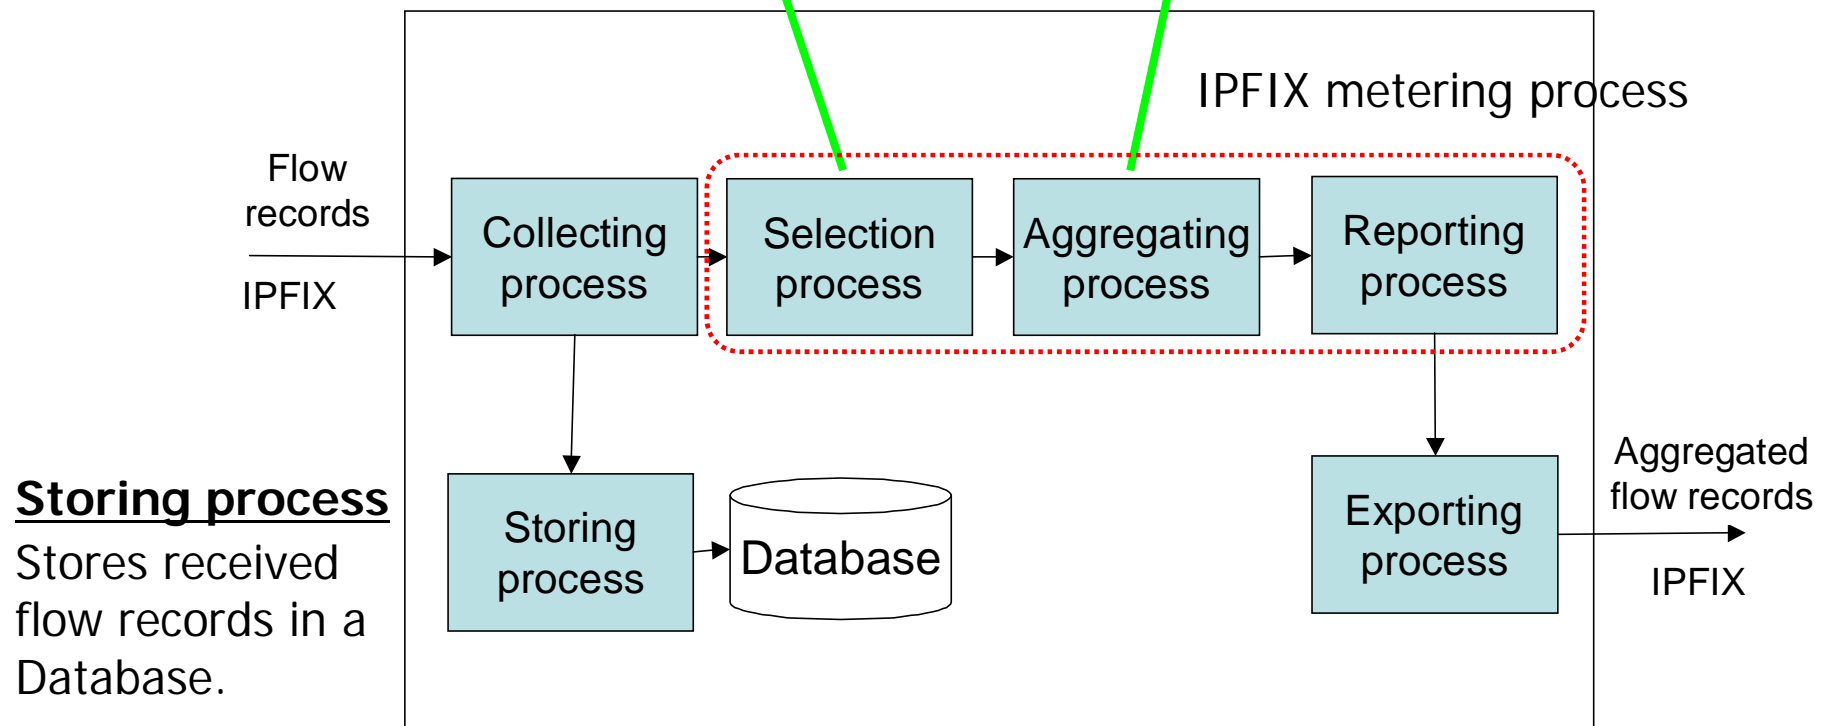 IPFIX metering process
Flow
records
IPFIX
Collecting
process
Selection
process
Aggregating
process
Reporting
process
Storing process
Stores received
flow records in a
Database.
Storing
process
Database
Exporting
process
Aggregated
flow records
IPFIX